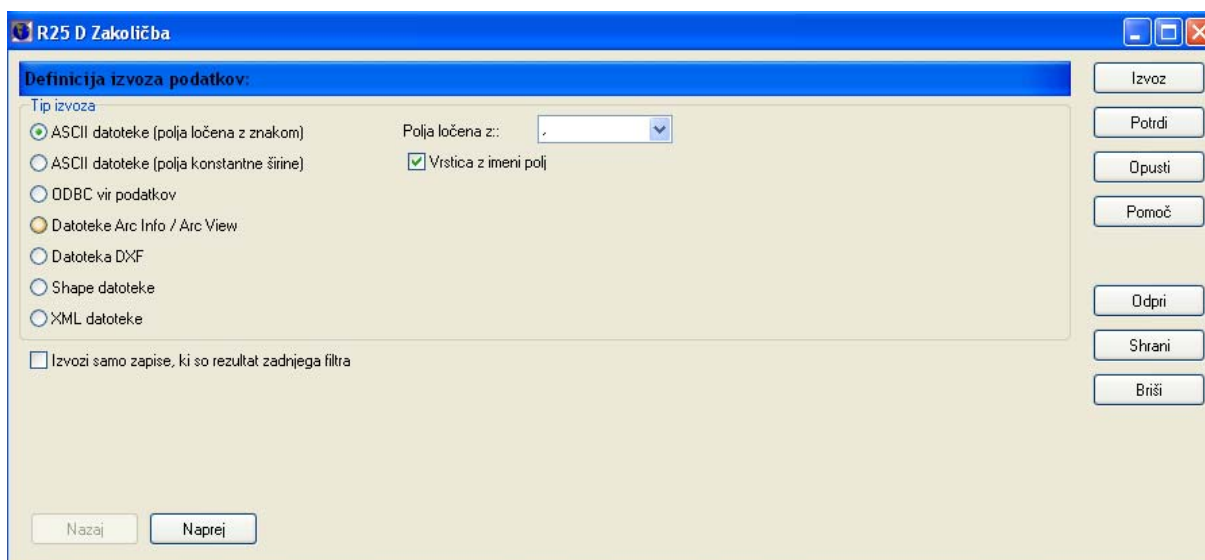 R25 D Zakoličba
Definicija izvoza podatkov:
Tip izvoza
ASCII datoteke (polja ločena z znakom)
Polja ločena z:: ,
ASCII datoteke (polja konstantne širine)
Vrstica z imeni polj
ODBC vir podatkov
Datoteke Arc Info / Arc View
Datoteka DXF
Shape datoteke
XML datoteke
Izvozi samo zapise, ki so rezultat zadnjega filtra
Nazaj
Naprej
Izvoz
Potrdi
Opusti
Pomoč
Odpri
Shrani
Briši